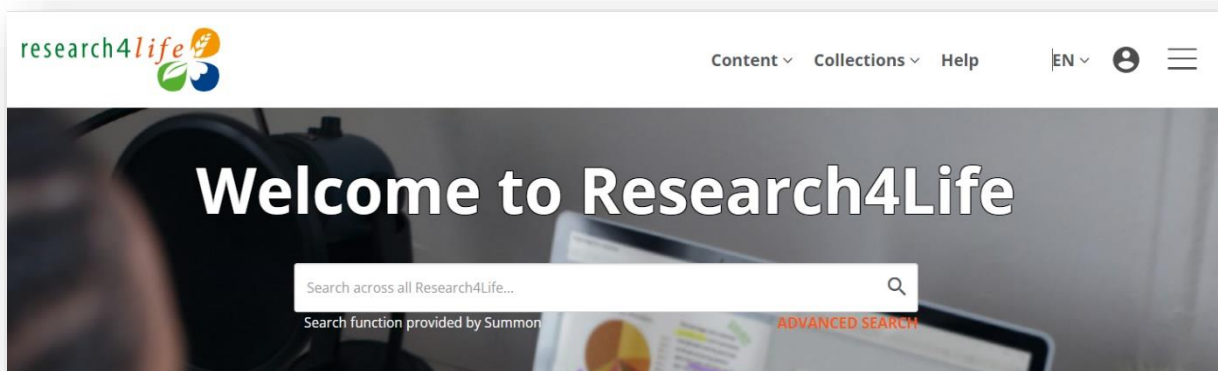 research4life
Content Collections Help EN
Welcome to Research4Life
Search across all Research4Life...
Search function provided by Summon ADVANCED SEARCH